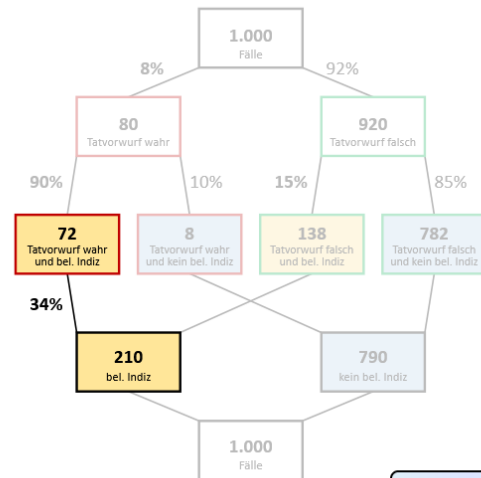 1.000
Fälle
8%
92%
80
Tatvorwurf wahr
920
Tatvorwurf falsch
90%
10%
15%
85%
72
Tatvorwurf wahr
und bel. Indiz
8
Tatvorwurf wahr
und kein bel. Indiz
138
Tatvorwurf falsch
und bel. Indiz
782
Tatvorwurf falsch
und kein bel. Indiz
34%
210
bel. Indiz
790
kein bel. Indiz
1.000
Fälle